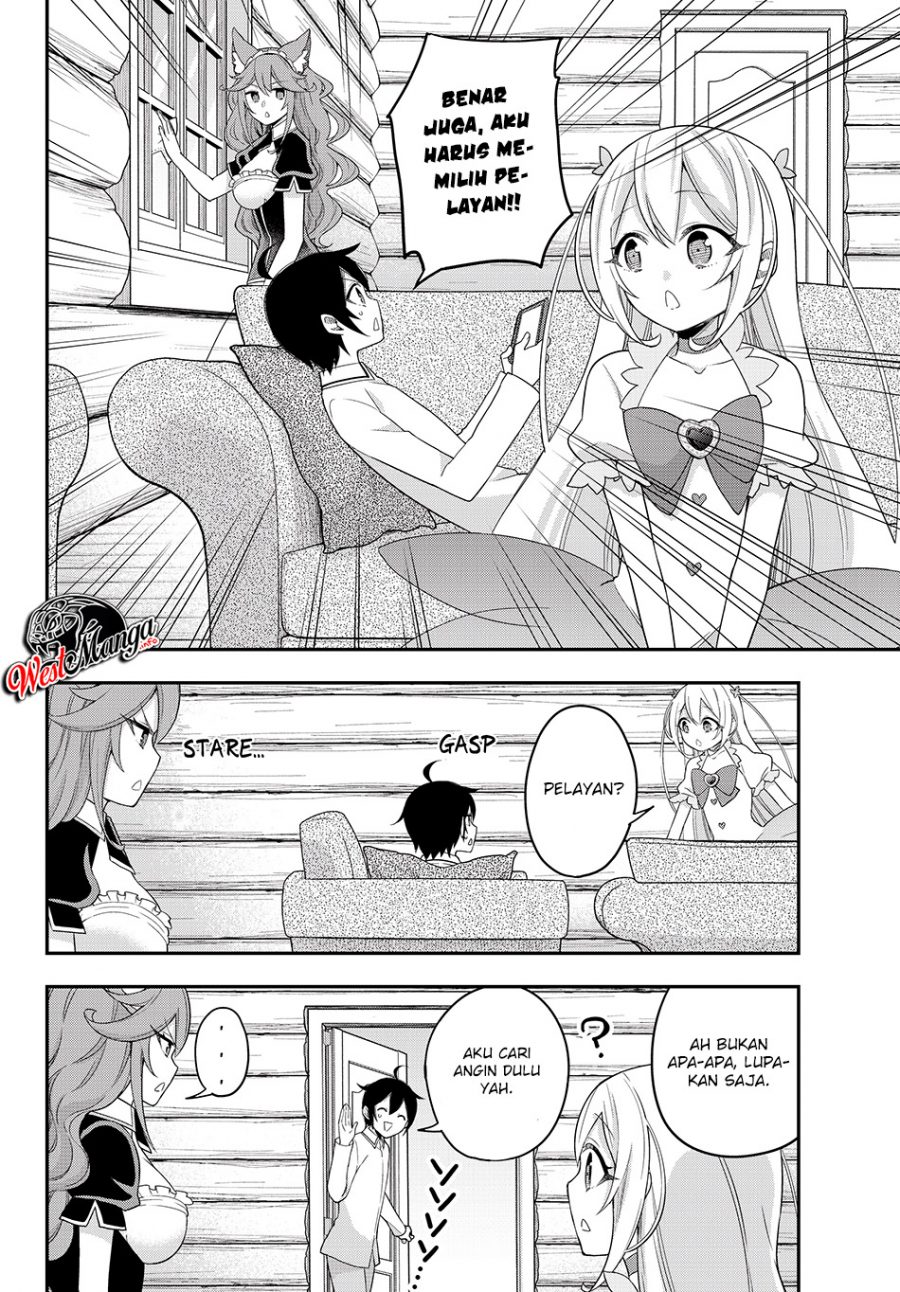 BENAR
JUGA, AKU
HARUS ME-
MILIH PE-
LAYAN!!
WestManga
.info
STARE...
GASP
PELAYAN?
AH BUKAN
APA-APA, LUPA-
KAN SAJA.
?
AKU CARI
ANGIN DULU
YAH.
...